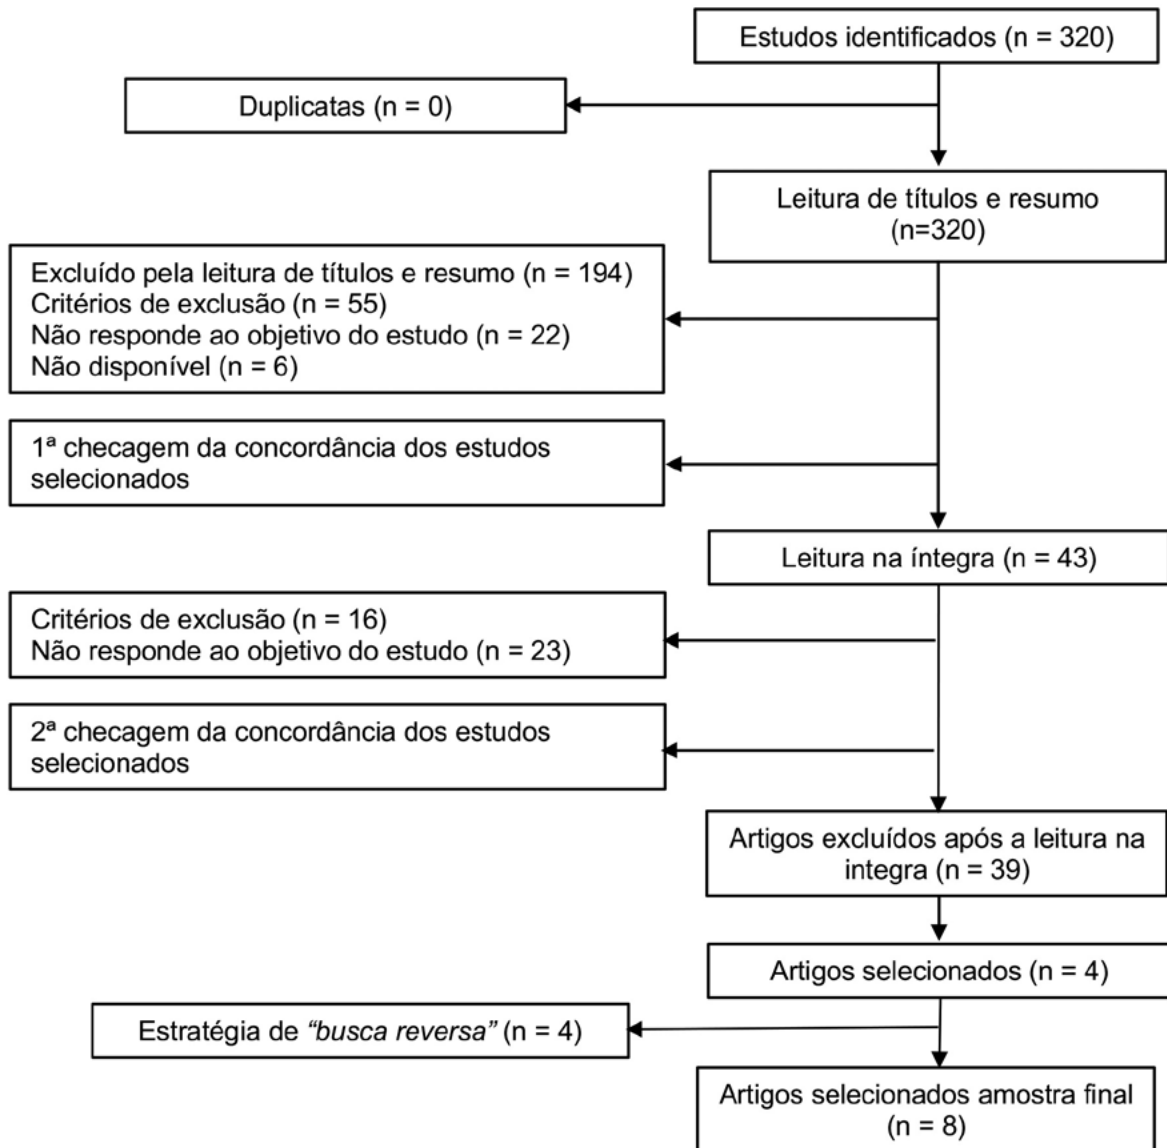 Estudos identificados (n = 320)
Duplicatas (n = 0)
Leitura de títulos e resumo
(n=320)
Excluído pela leitura de títulos e resumo (n = 194)
Critérios de exclusão (n = 55)
Não responde ao objetivo do estudo (n = 22)
Não disponível (n = 6)
1ª checagem da concordância dos estudos
selecionados
Leitura na íntegra (n = 43)
Critérios de exclusão (n = 16)
Não responde ao objetivo do estudo (n = 23)
2ª checagem da concordância dos estudos
selecionados
Artigos excluídos após a leitura na
integra (n = 39)
Artigos selecionados (n = 4)
Estratégia de “busca reversa” (n = 4)
Artigos selecionados amostra final
(n = 8)